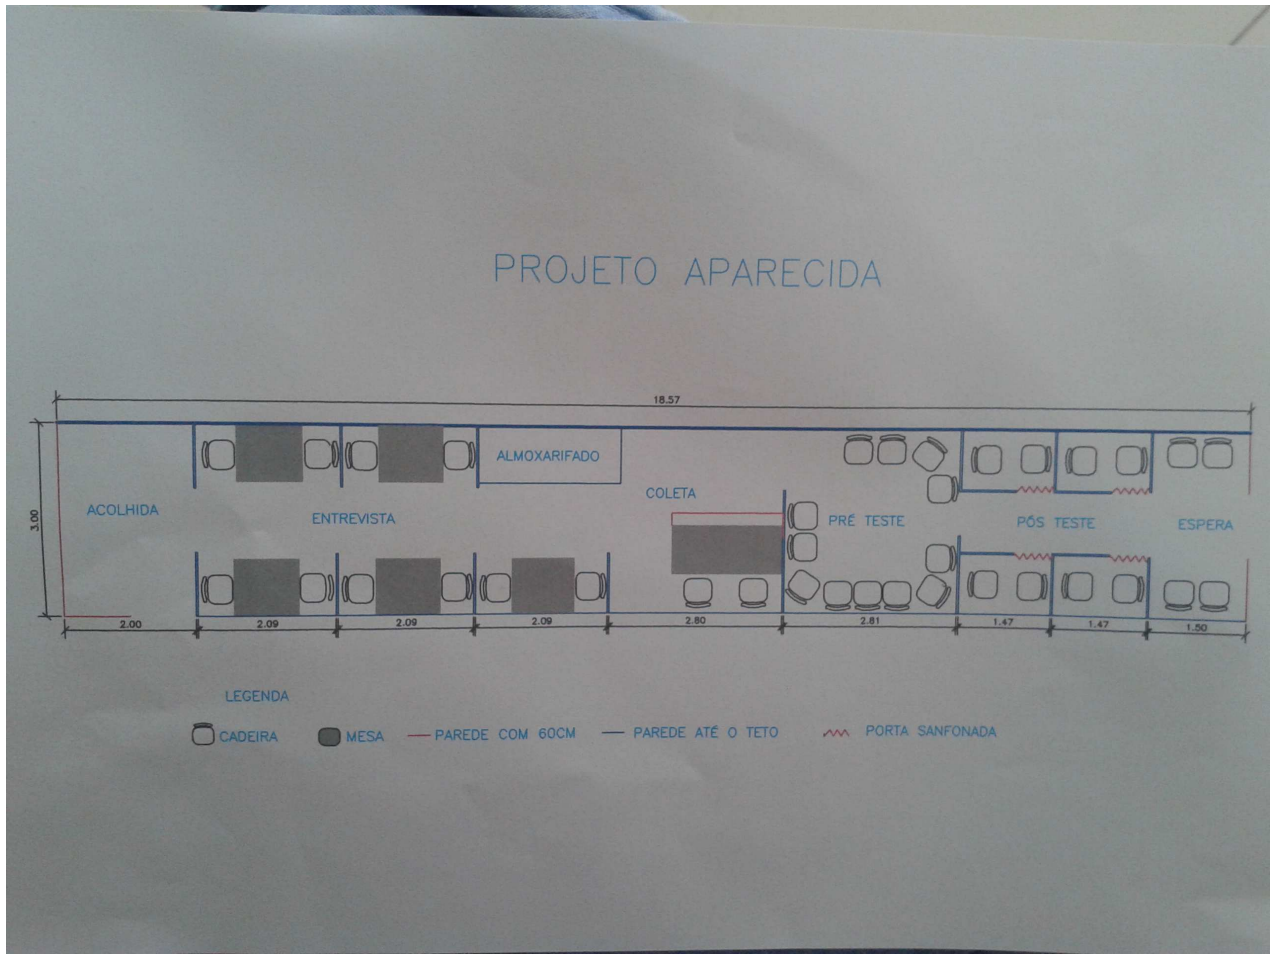 PROJETO APARECIDA
18.57
3.00
ALMOXARIFADO
ACOLHIDA
ENTREVISTA
COLETA
PRÉ TESTE
PÓS TESTE
ESPERA
2.00 2.09 2.09 2.09 2.80 2.81 1.47 1.47 1.50
LEGENDA
CADEIRA MESA PAREDE COM 60CM PAREDE ATÉ O TETO PORTA SANFONADA